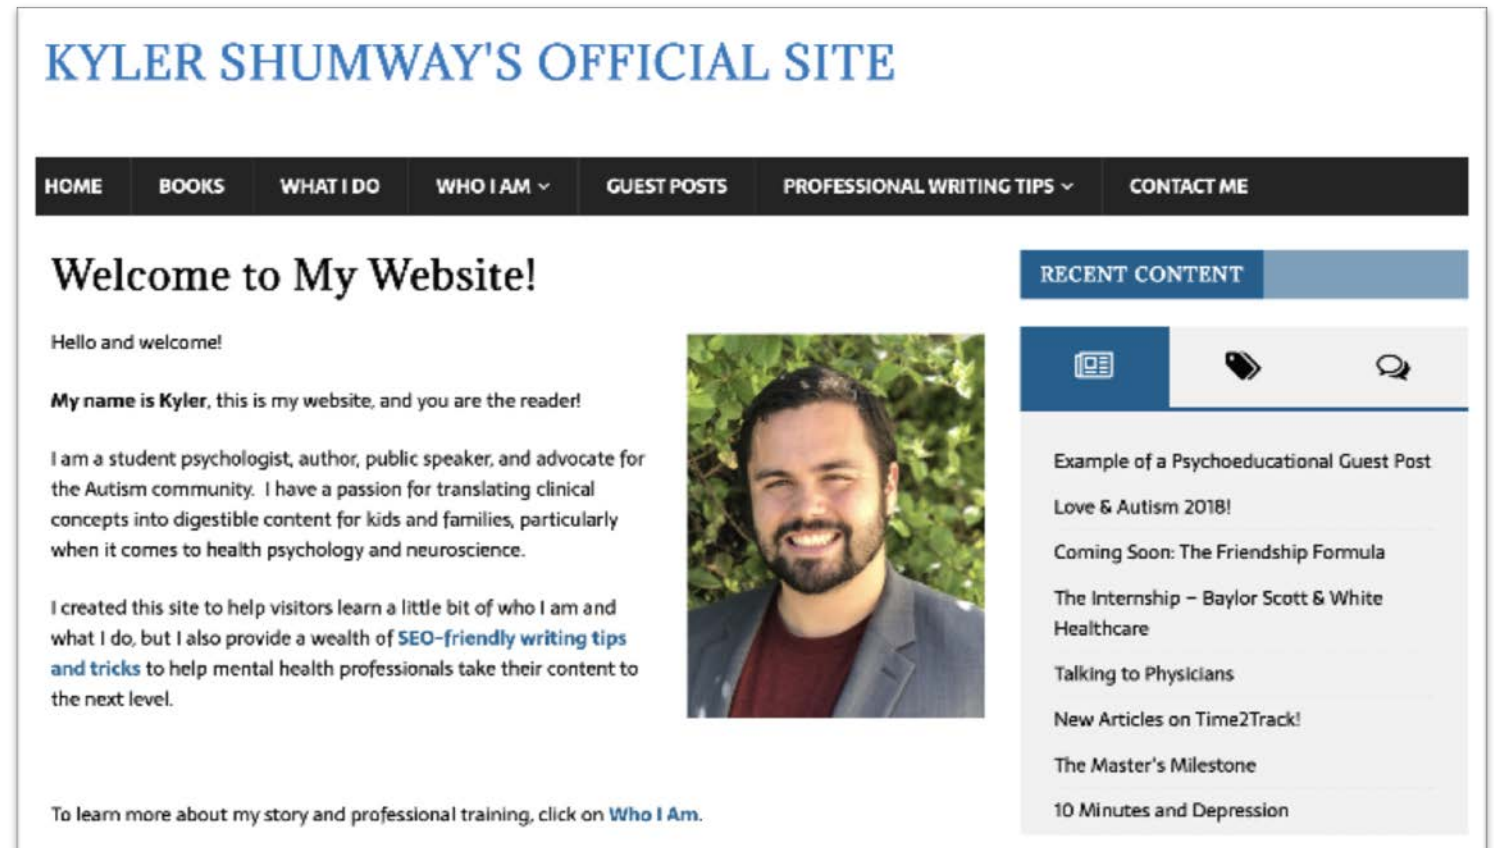 KYLER SHUMWAY'S OFFICIAL SITE
HOME BOOKS WHAT I DO WHO I AM GUEST POSTS PROFESSIONAL WRITING TIPS CONTACT ME
Welcome to My Website!
Hello and welcome!
My name is Kyler, this is my website, and you are the reader!
I am a student psychologist, author, public speaker, and advocate for
the Autism community. I have a passion for translating clinical
concepts into digestible content for kids and families, particularly
when it comes to health psychology and neuroscience.
I created this site to help visitors learn a little bit of who I am and
what I do, but I also provide a wealth of SEO-friendly writing tips
and tricks to help mental health professionals take their content to
the next level.
To learn more about my story and professional training, click on Who I Am.
RECENT CONTENT
Example of a Psychoeducational Guest Post
Love & Autism 2018!
Coming Soon: The Friendship Formula
The Internship – Baylor Scott & White
Healthcare
Talking to Physicians
New Articles on Time2Track!
The Master's Milestone
10 Minutes and Depression